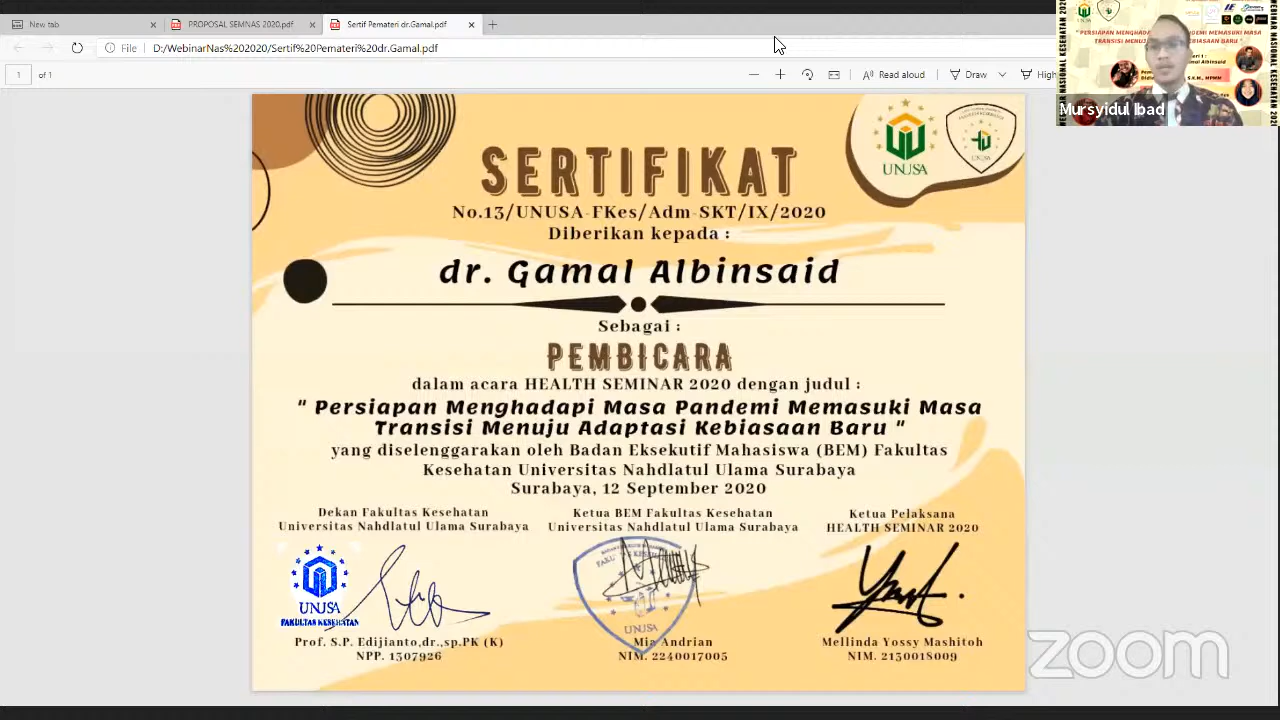 New tab
PROPOSAL SEMNAS 2020.pdf
Sertif Pemateri dr.Gamal.pdf
File
D:/WebinarNas%202020/Sertif%20Pemateri%20dr.Gamal.pdf
1 of 1
Read aloud
Draw
High
Mursyidul Ibad
WEBINAR NASIONAL KESEHATAN 2020
SERTIFIKAT
No.13/UNUSA-FKes/Adm-SKT/IX/2020
Diberikan kepada :
dr. Gamal Albinsaid
Sebagai :
PEMBICARA
dalam acara HEALTH SEMINAR 2020 dengan judul :
" Persiapan Menghadapi Masa Pandemi Memasuki Masa
Transisi Menuju Adaptasi Kebiasaan Baru "
yang diselenggarakan oleh Badan Eksekutif Mahasiswa (BEM) Fakultas
Kesehatan Universitas Nahdlatul Ulama Surabaya
Surabaya, 12 September 2020
UNUSA
Dekan Fakultas Kesehatan
Universitas Nahdlatul Ulama Surabaya
UNUSA
FAKULTAS KESEHATAN
Prof. S.P. Edijianto,dr.,sp.PK (K)
NPP. 1307926
Ketua BEM Fakultas Kesehatan
Universitas Nahdlatul Ulama Surabaya
UNUSA
Mia Andrian
NIM. 2240017005
Ketua Pelaksana
HEALTH SEMINAR 2020
Mellinda Yossy Mashitoh
NIM. 2130018009
zoom